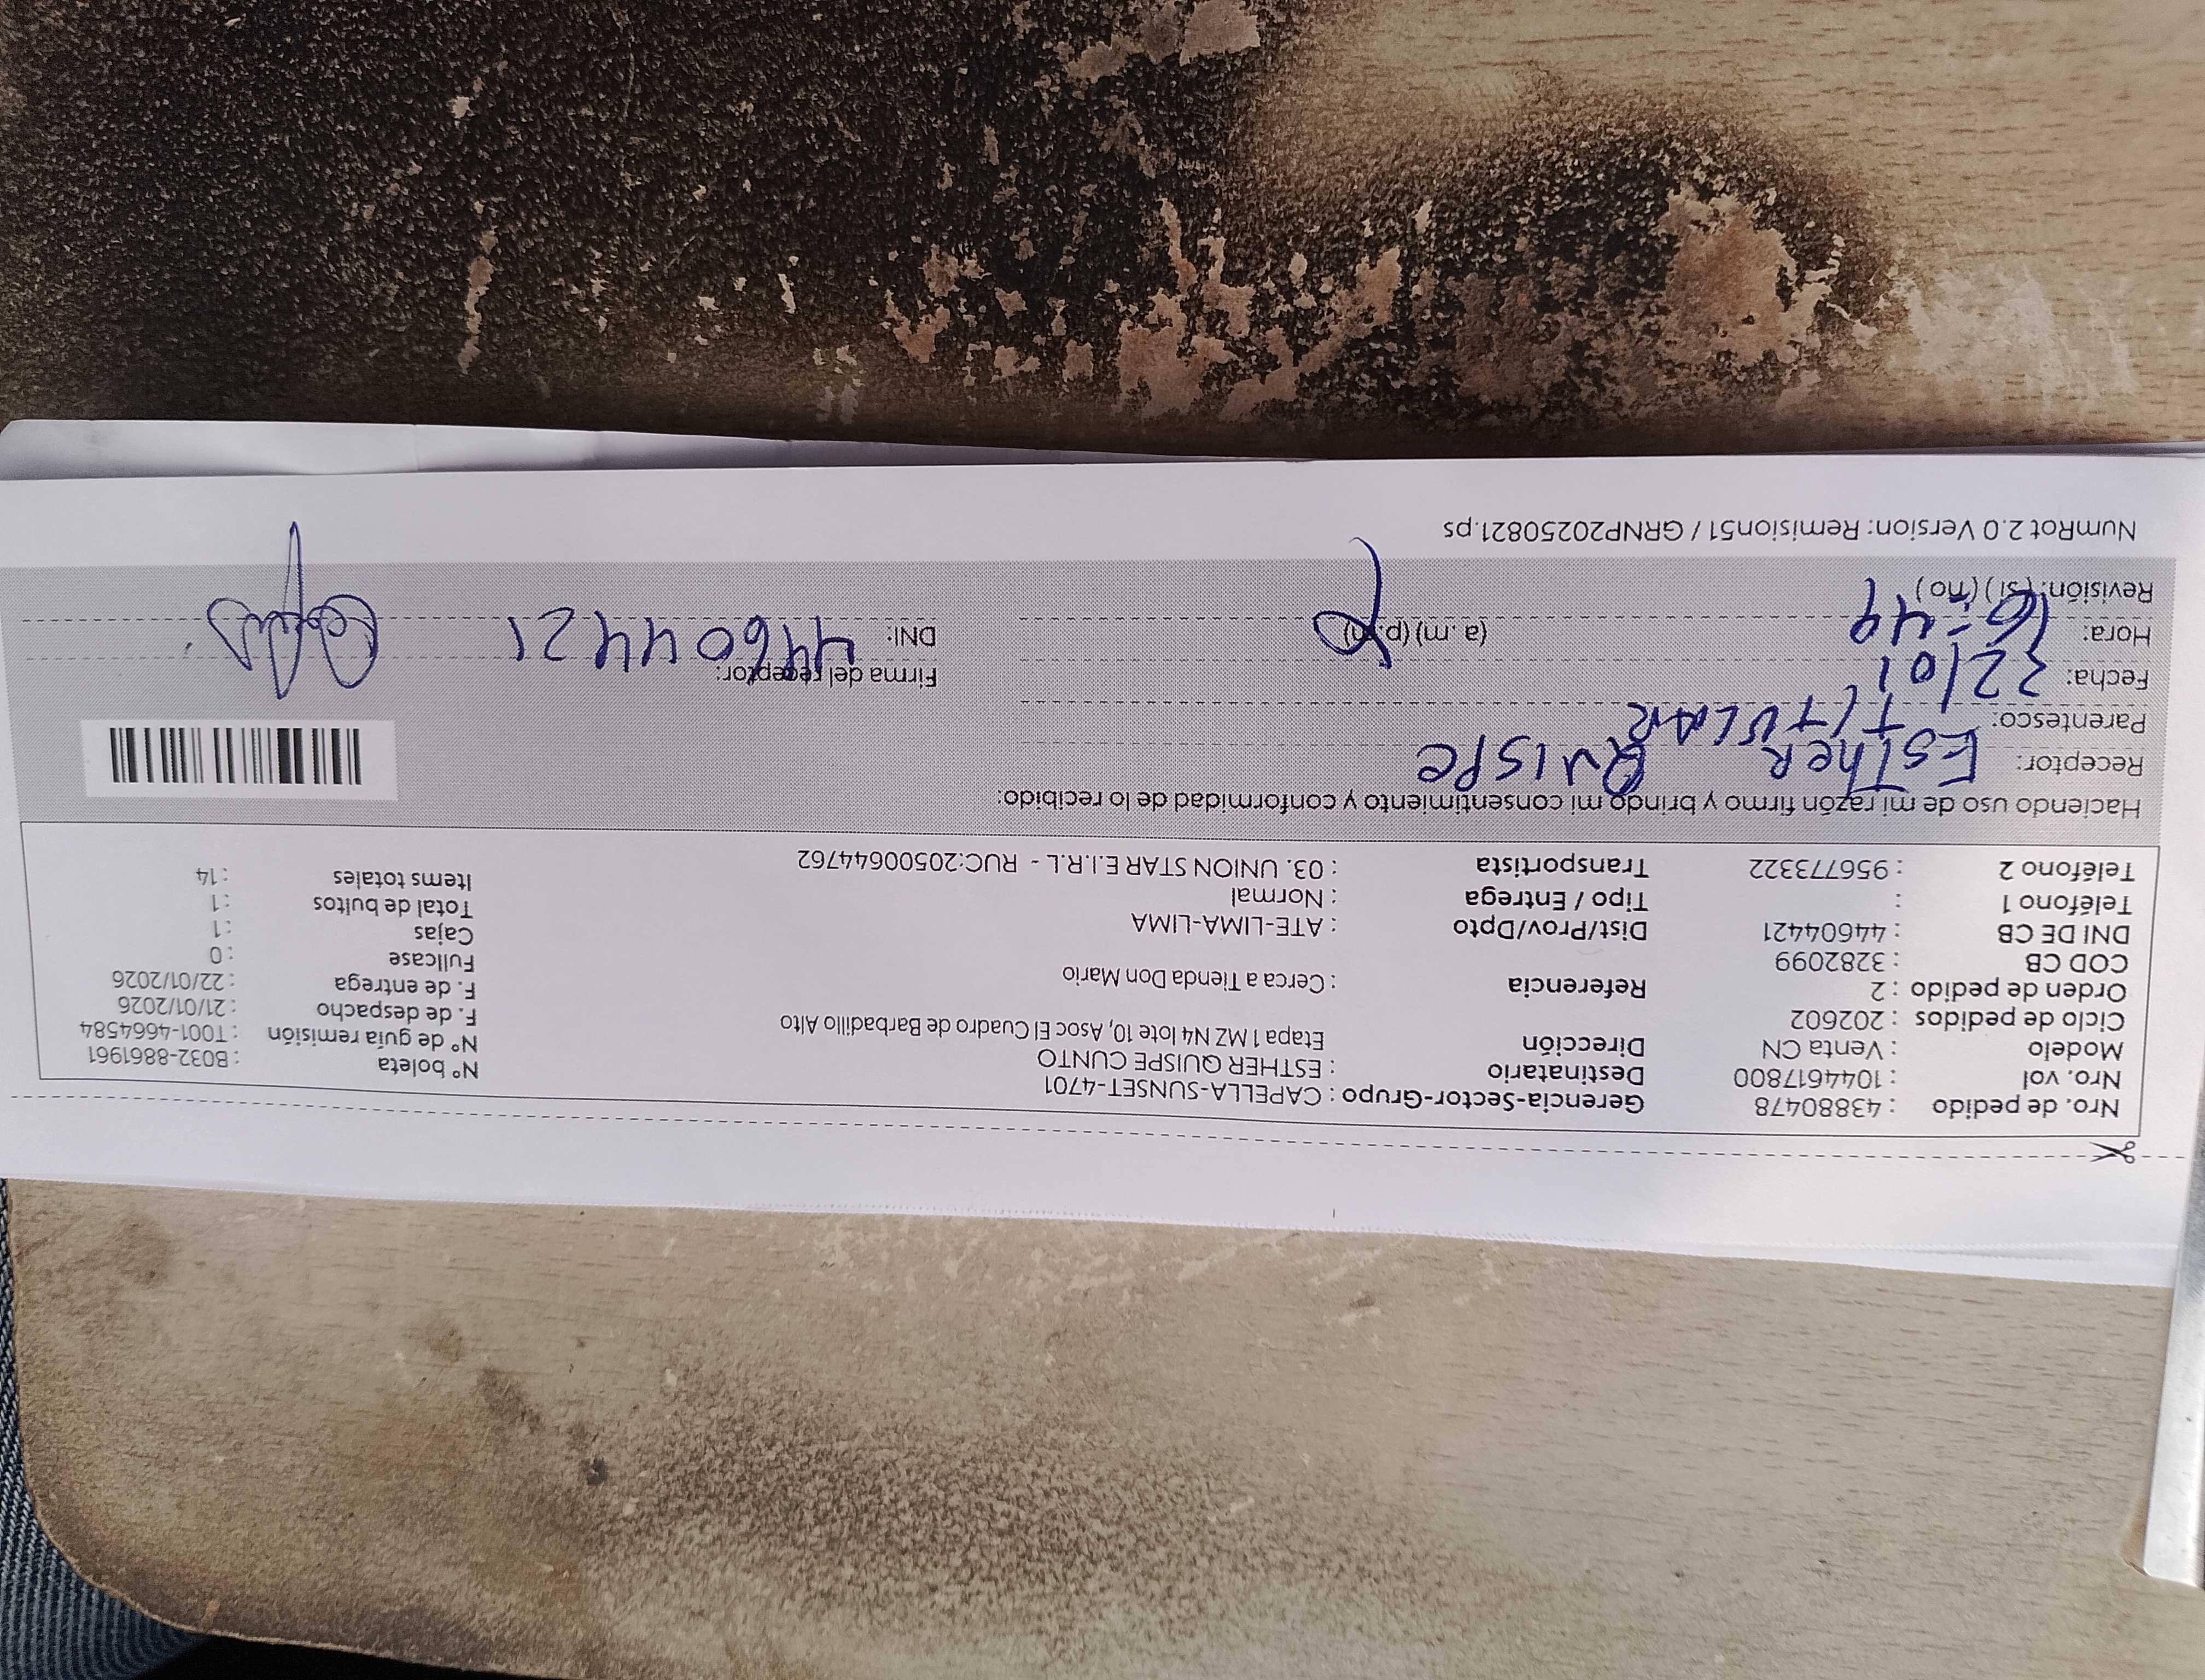 Nro. de pedido : 43880478 Gerencia-Sector-Grupo : CAPELLA-SUNSET-4701
Nro. vol : 1044617800 Destinatario : ESTHER QUISPE CUNTO
Modelo : Venta CN Dirección Etapa 1 MZ N4 lote 10, Asoc El Cuadro de Barbadillo Alto
Ciclo de pedidos : 202602
Orden de pedido : 2 Referencia : Cerca a Tienda Don Mario
COD CB : 3282099
DNI DE CB : 44604421 Dist/Prov/Dpto : ATE-LIMA-LIMA
Teléfono 1 : Tipo / Entrega : Normal
Teléfono 2 : 956773322 Transportista : 03. UNION STAR E.I.R.L - RUC:20500644762
N° boleta : B032-8861961
N° de guía remisión : T001-4664584
F. de despacho : 21/01/2026
F. de entrega : 22/01/2026
Fullcase : 0
Cajas : 1
Total de bultos : 1
Items totales : 14
Haciendo uso de mi razón firmo y brindo mi consentimiento y conformidad de lo recibido:
Receptor: ESTheR QUISPe
Parentesco: TITULAR
Fecha: 22/01
Hora: 16:49 (a. m) (p. m)
Revisión: (si) (no)
Firma del receptor:
DNI: 44604421
NumRot 2.0 Version: Remision51 / GRNP20250821.ps